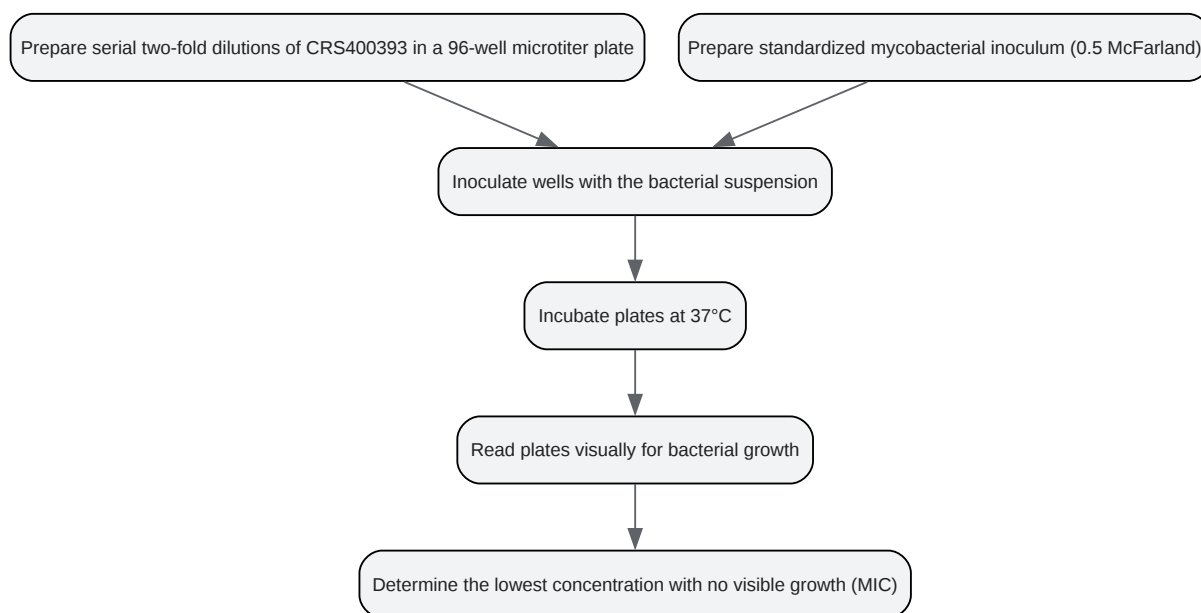 Prepare serial two-fold dilutions of CRS400393 in a 96-well microtiter plate
Prepare standardized mycobacterial inoculum (0.5 McFarland)
Inoculate wells with the bacterial suspension
Incubate plates at 37°C
Read plates visually for bacterial growth
Determine the lowest concentration with no visible growth (MIC)